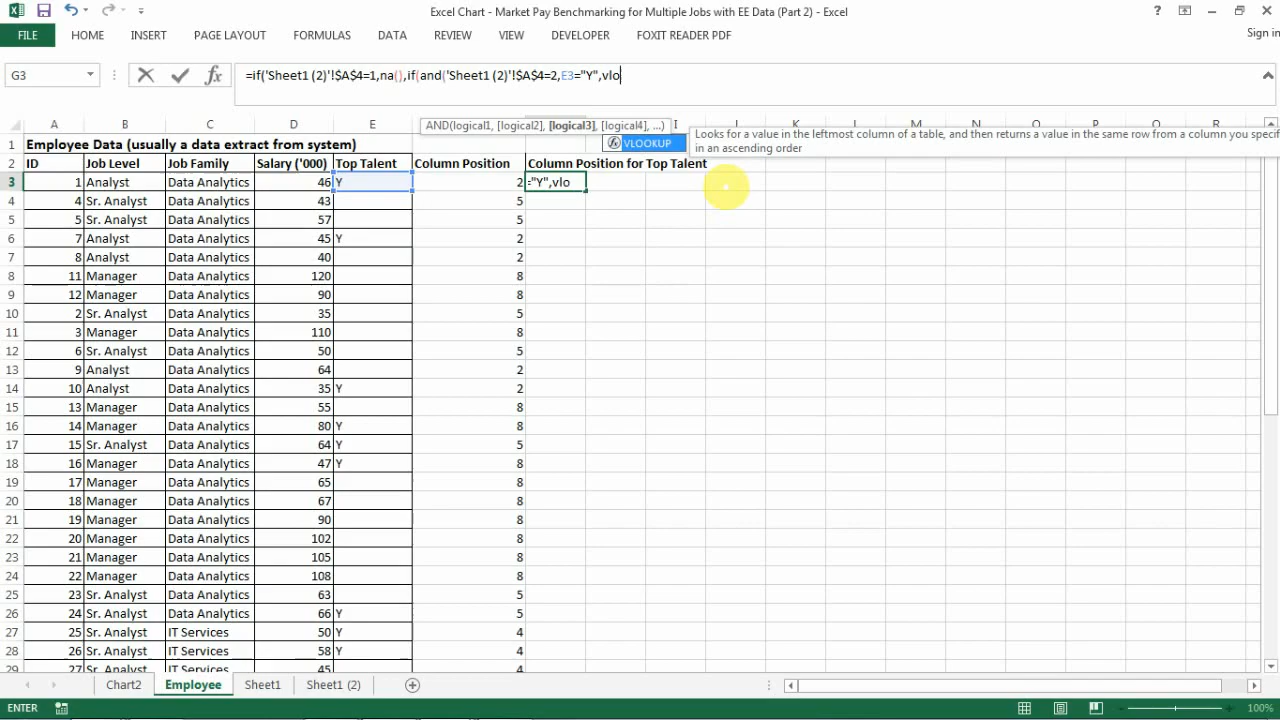 Excel Chart - Market Pay Benchmarking for Multiple Jobs with EE Data (Part 2) - Excel
FILE HOME INSERT PAGE LAYOUT FORMULAS DATA REVIEW VIEW DEVELOPER FOXIT READER PDF Sign in
G3 fx =if('Sheet1 (2)'!$A$4=1,na(),if(and('Sheet1 (2)'!$A$4=2,E3="Y",vlo
AND(logical1, [logical2], [logical3], [logical4], ...)
VLOOKUP
Looks for a value in the leftmost column of a table, and then returns a value in the same row from a column you specif
in an ascending order
A B C D E I J K L M N O P Q R
1 Employee Data (usually a data extract from system)
2 ID Job Level Job Family Salary ('000) Top Talent Column Position Column Position for Top Talent
3 1 Analyst Data Analytics 46 Y 2 ="Y",vlo
4 4 Sr. Analyst Data Analytics 43 5
5 5 Sr. Analyst Data Analytics 57 5
6 7 Analyst Data Analytics 45 Y 2
7 8 Analyst Data Analytics 40 2
8 11 Manager Data Analytics 120 8
9 12 Manager Data Analytics 90 8
10 2 Sr. Analyst Data Analytics 35 5
11 3 Manager Data Analytics 110 8
12 6 Sr. Analyst Data Analytics 50 5
13 9 Analyst Data Analytics 64 2
14 10 Analyst Data Analytics 35 Y 2
15 13 Manager Data Analytics 55 8
16 14 Manager Data Analytics 80 Y 8
17 15 Sr. Analyst Data Analytics 64 Y 5
18 16 Manager Data Analytics 47 Y 8
19 17 Manager Data Analytics 65 8
20 18 Manager Data Analytics 67 8
21 19 Manager Data Analytics 90 8
22 20 Manager Data Analytics 102 8
23 21 Manager Data Analytics 105 8
24 22 Manager Data Analytics 108 8
25 23 Sr. Analyst Data Analytics 63 5
26 24 Sr. Analyst Data Analytics 66 Y 5
27 25 Sr. Analyst IT Services 50 Y 4
28 26 Sr. Analyst IT Services 58 Y 4
29 27 Sr. Analyst IT Services 45 4
Chart2 Employee Sheet1 Sheet1 (2)
ENTER 100%